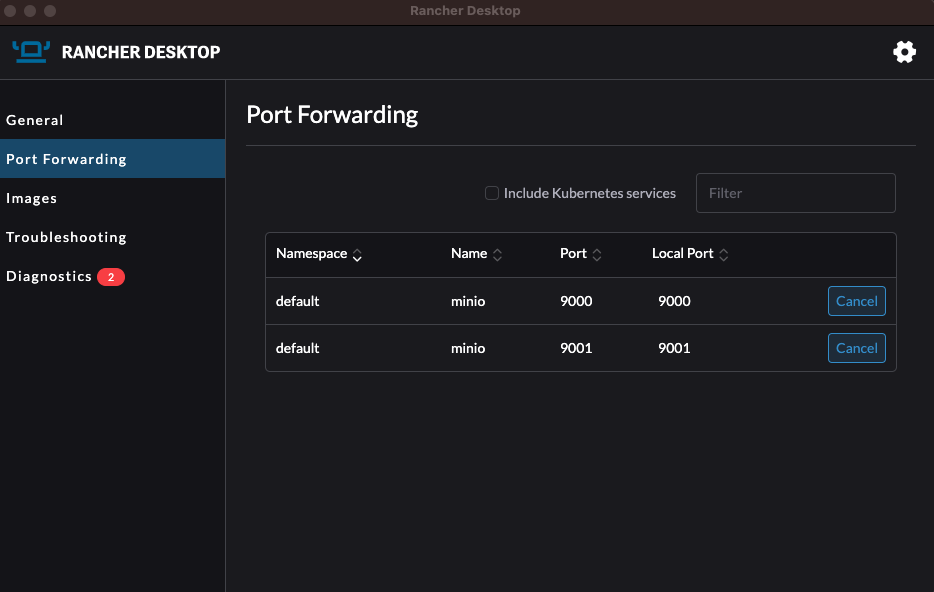 Rancher Desktop
RANCHER DESKTOP
General
Port Forwarding
Images
Troubleshooting
Diagnostics 2
Port Forwarding
Include Kubernetes services Filter
Namespace Name Port Local Port
default minio 9000 9000 Cancel
default minio 9001 9001 Cancel